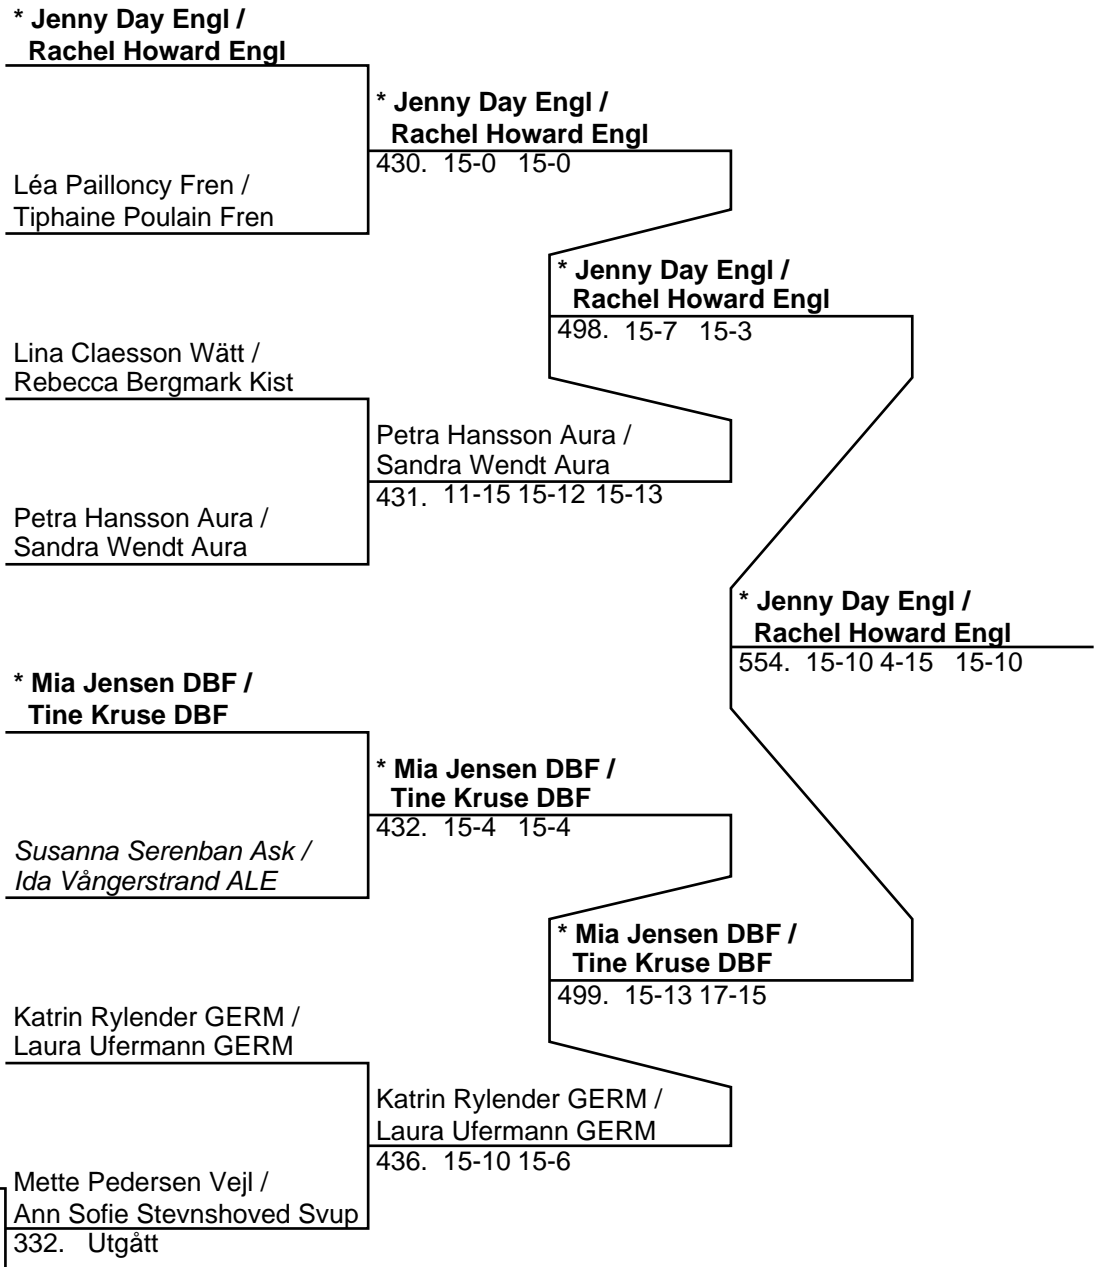 * Jenny Day Engl /
Rachel Howard Engl
* Jenny Day Engl /
Rachel Howard Engl
430. 15-0 15-0
Léa Pailloncy Fren /
Tiphaine Poulain Fren
* Jenny Day Engl /
Rachel Howard Engl
498. 15-7 15-3
Lina Claesson Wätt /
Rebecca Bergmark Kist
Petra Hansson Aura /
Sandra Wendt Aura
431. 11-15 15-12 15-13
Petra Hansson Aura /
Sandra Wendt Aura
* Jenny Day Engl /
Rachel Howard Engl
554. 15-10 4-15 15-10
* Mia Jensen DBF /
Tine Kruse DBF
* Mia Jensen DBF /
Tine Kruse DBF
432. 15-4 15-4
Susanna Serenban Ask /
Ida Vångerstrand ALE
* Mia Jensen DBF /
Tine Kruse DBF
499. 15-13 17-15
Katrin Rylender GERM /
Laura Ufermann GERM
Katrin Rylender GERM /
Laura Ufermann GERM
436. 15-10 15-6
Mette Pedersen Vejl /
Ann Sofie Stevnshoved Svup
332. Utgått